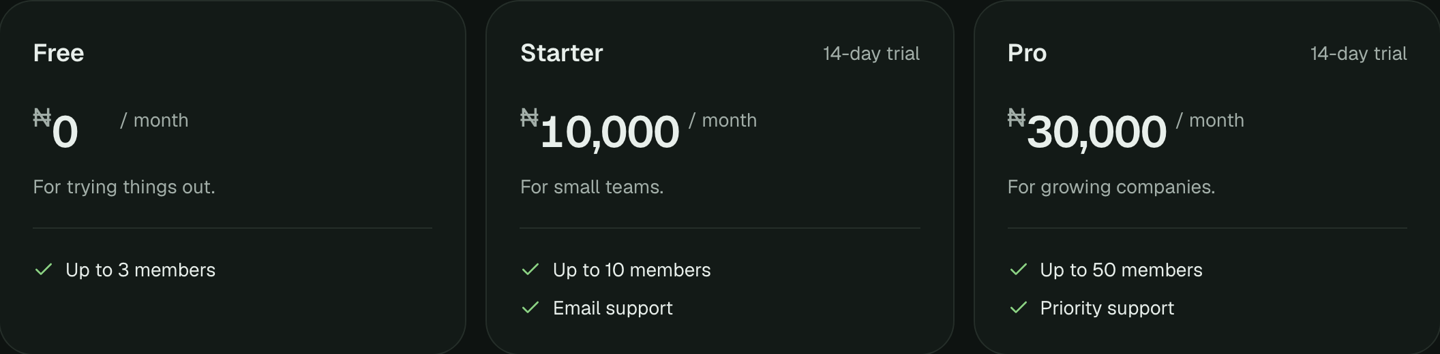 Free
₦0 / month
For trying things out.
Up to 3 members
Starter 14-day trial
₦10,000 / month
For small teams.
Up to 10 members
Email support
Pro 14-day trial
₦30,000 / month
For growing companies.
Up to 50 members
Priority support